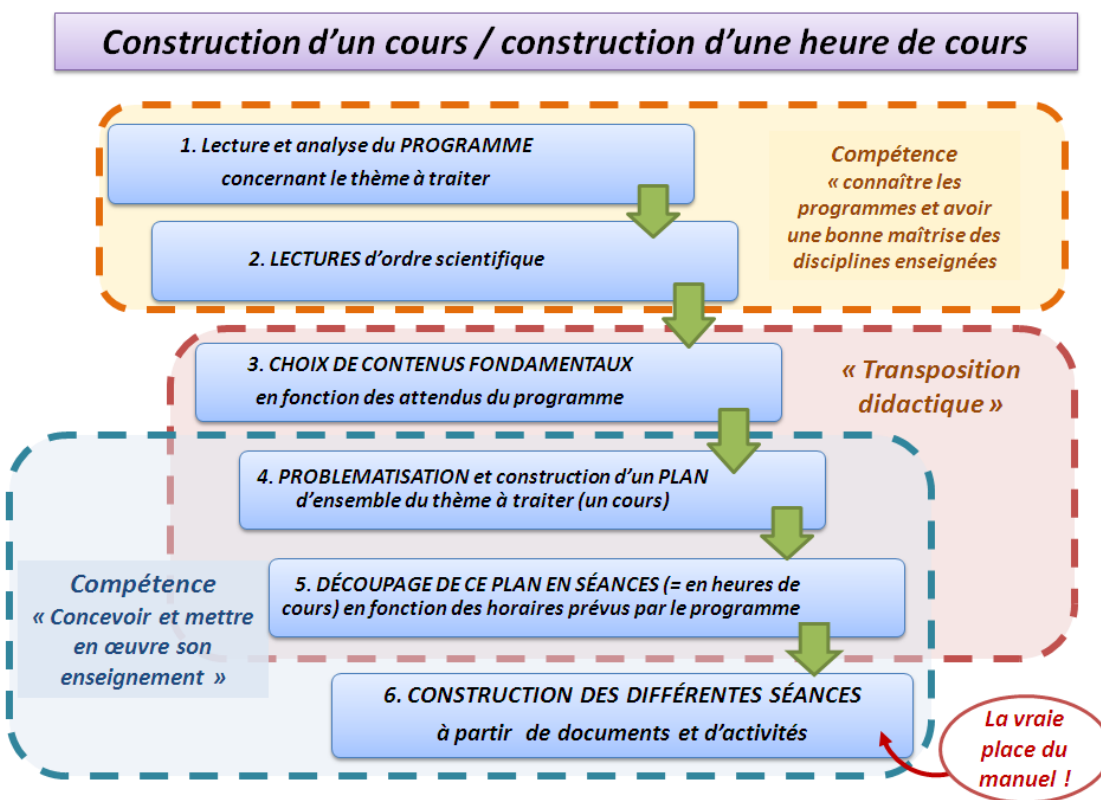 Construction d’un cours / construction d’une heure de cours
1. Lecture et analyse du PROGRAMME
concernant le thème à traiter
Compétence
« connaître les
programmes et avoir
une bonne maîtrise des
disciplines enseignées
2. LECTURES d’ordre scientifique
3. CHOIX DE CONTENUS FONDAMENTAUX
en fonction des attendus du programme
« Transposition
didactique »
4. PROBLEMATISATION et construction d’un PLAN
d’ensemble du thème à traiter (un cours)
5. DÉCOUPAGE DE CE PLAN EN SÉANCES (= en heures de
cours) en fonction des horaires prévus par le programme
Compétence
« Concevoir et mettre
en œuvre son
enseignement »
6. CONSTRUCTION DES DIFFÉRENTES SÉANCES
à partir de documents et d’activités
La vraie
place du
manuel !